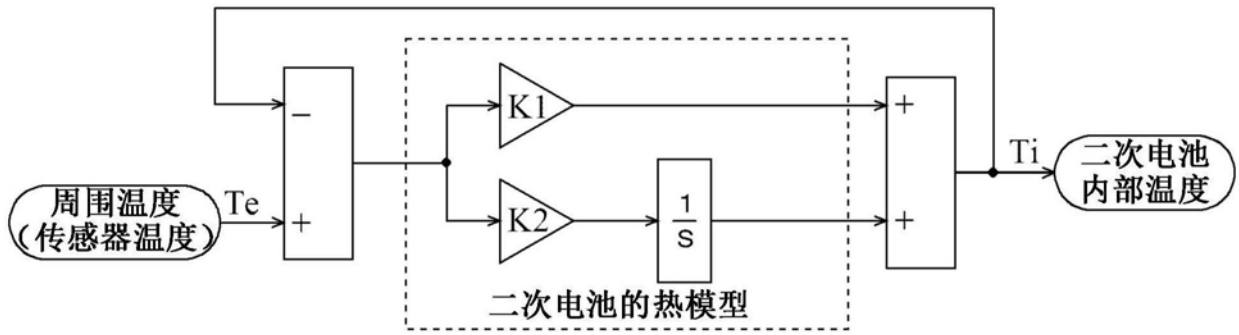 −
K1
+
周围温度
(传感器温度)
Te
+
K2
1
S
+
Ti
二次电池
内部温度
二次电池的热模型